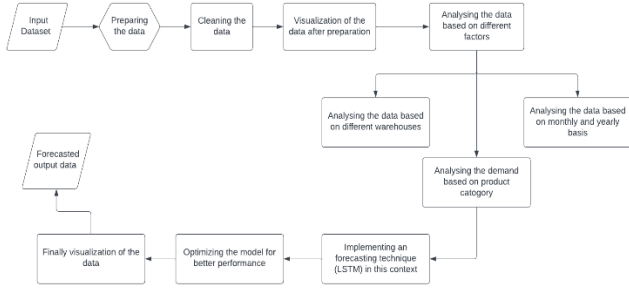 Input
Dataset
Preparing
the data
Cleaning the
data
Visualization of the
data after preparation
Analysing the data
based on different
factors
Analysing the data based
on different warehouses
Analysing the data based
on monthly and yearly
basis
Analysing the demand
based on product
catogory
Forecasted
output data
Finally visualization of the
data
Optimizing the model for
better performance
Implementing an
forecasting technique
(LSTM) in this context